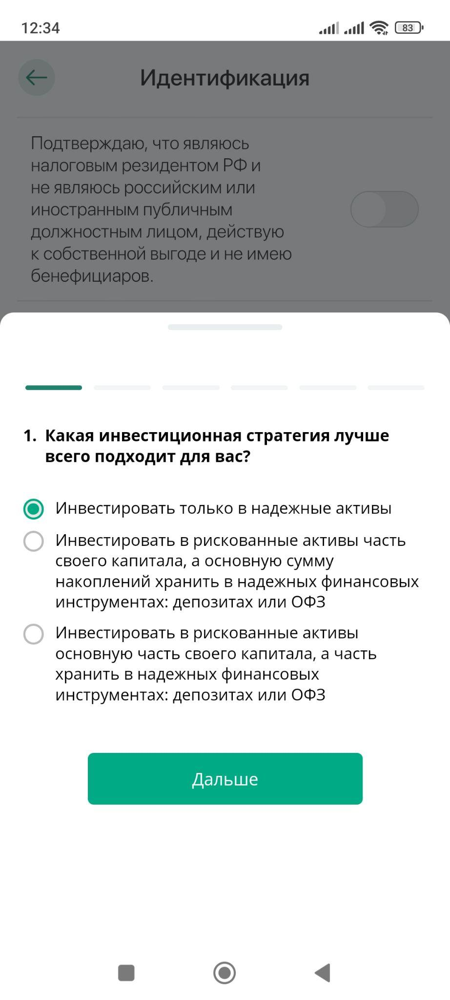 12:34
83
Идентификация
Подтверждаю, что являюсь
налоговым резидентом РФ и
не являюсь российским или
иностранным публичным
должностным лицом, действую
к собственной выгоде и не имею
бенефициаров.
1. Какая инвестиционная стратегия лучше
всего подходит для вас?
Инвестировать только в надежные активы
Инвестировать в рискованные активы часть
своего капитала, а основную сумму
накоплений хранить в надежных финансовых
инструментах: депозитах или ОФЗ
Инвестировать в рискованные активы
основную часть своего капитала, а часть
хранить в надежных финансовых
инструментах: депозитах или ОФЗ
Дальше